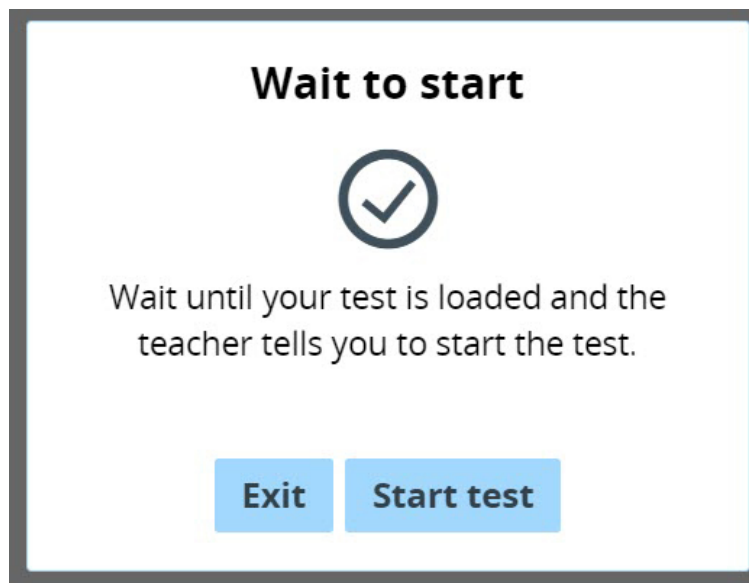 Wait to start
Wait until your test is loaded and the
teacher tells you to start the test.
Exit
Start test